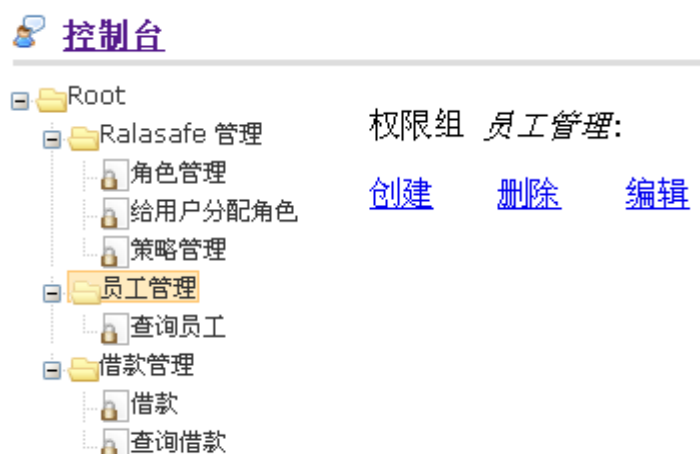 控制台
Root
Ralasafe 管理
角色管理
给用户分配角色
策略管理
员工管理
查询员工
借款管理
借款
查询借款
权限组 员工管理:
创建 删除 编辑